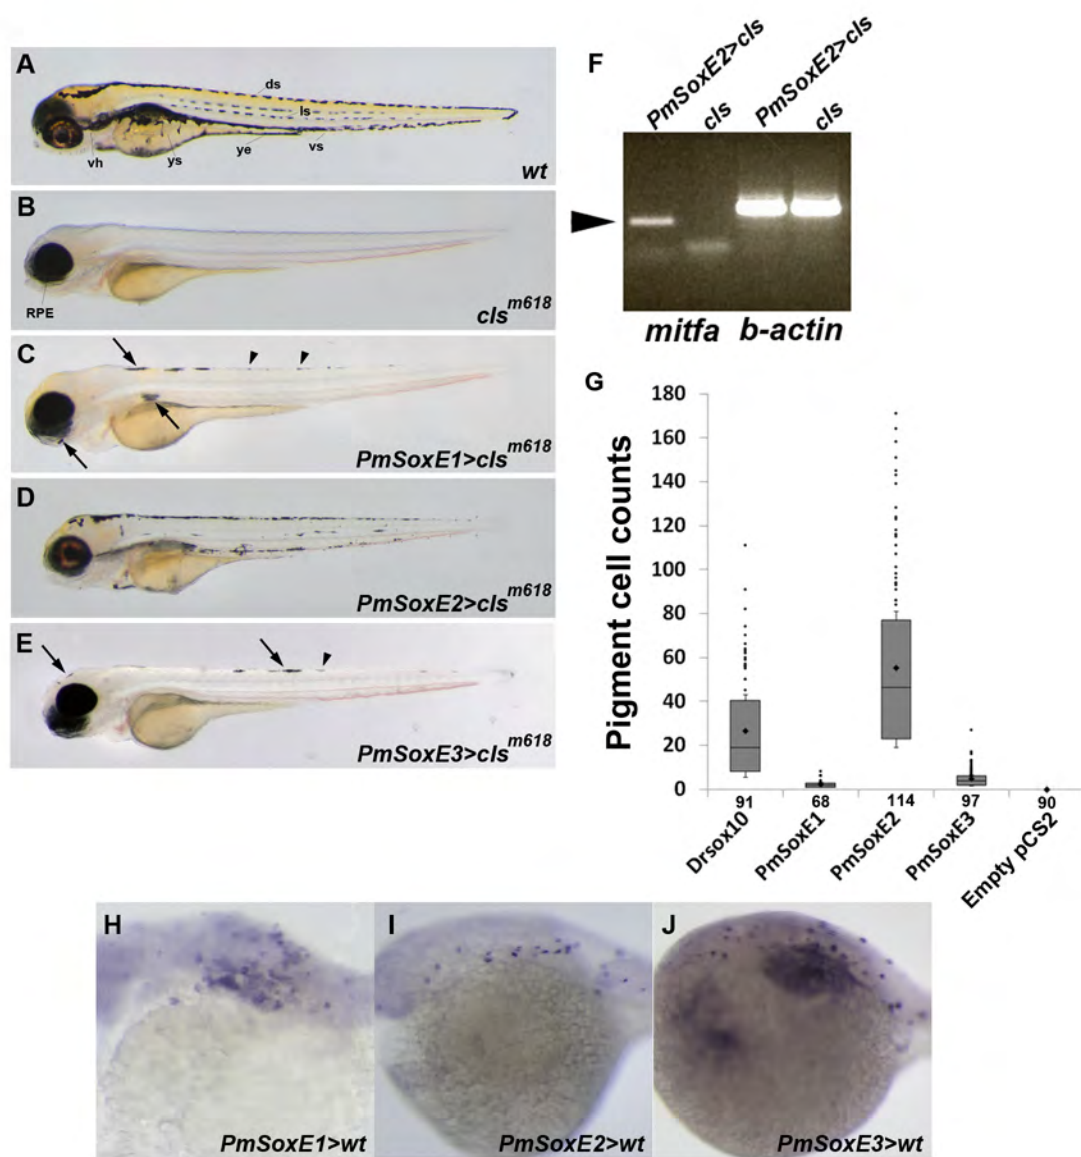 A
ds
ls
vh
ys
ye
vs
wt
B
RPE
cls^m618
C
PmSoxE1>cls^m618
D
PmSoxE2>cls^m618
E
PmSoxE3>cls^m618
F
PmSoxE2>cls
cls
PmSoxE2>cls
cls
mitfa b-actin
G
Pigment cell counts
180
160
140
120
100
80
60
40
20
0
91
68
114
97
90
Drsox10
PmSoxE1
PmSoxE2
PmSoxE3
Empty pCS2
H
PmSoxE1>wt
I
PmSoxE2>wt
J
PmSoxE3>wt